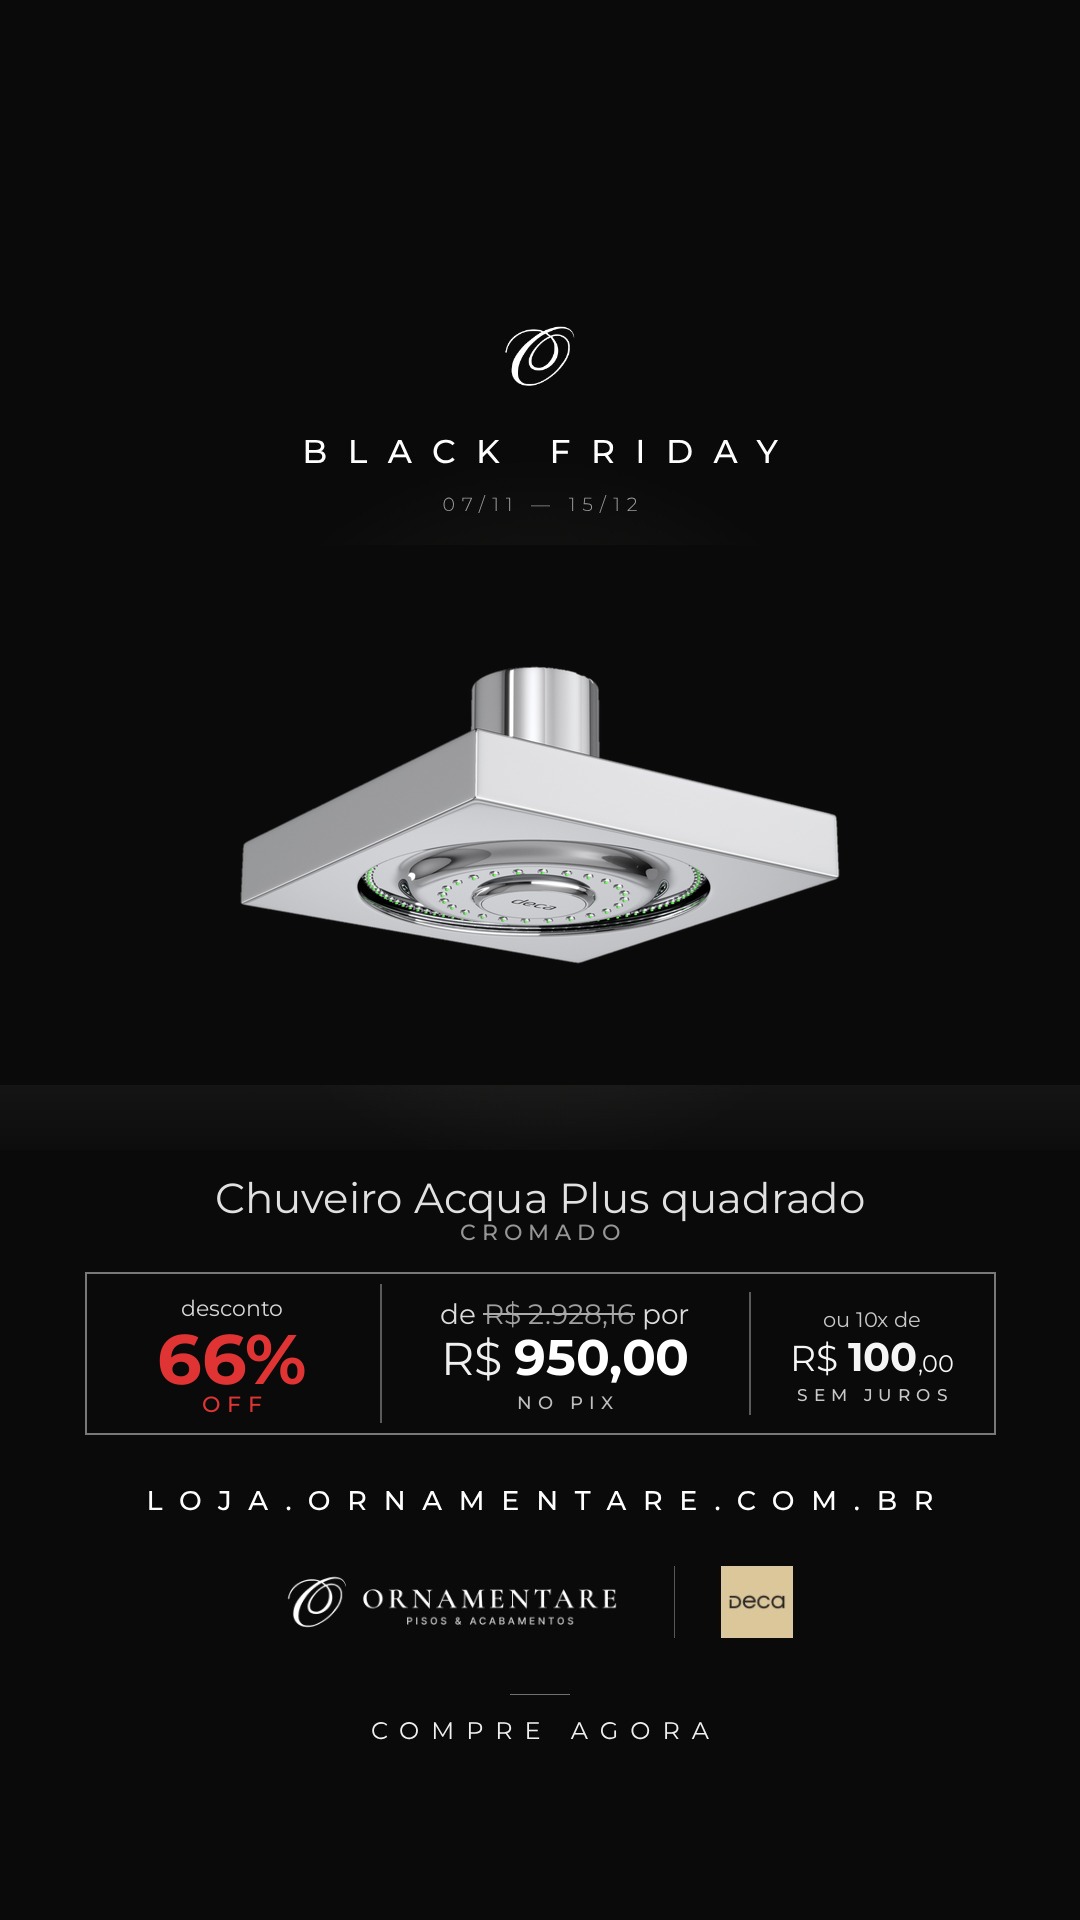 O
BLACK FRIDAY
07/11 — 15/12
deca
Chuveiro Acqua Plus quadrado
CROMADO
desconto
66%
OFF
de R$ 2.928,16 por
R$ 950,00
NO PIX
ou 10x de
R$ 100,00
SEM JUROS
LOJA.ORNAMENTARE.COM.BR
O ORNAMENTARE
PISOS & ACABAMENTOS
Deca
COMPRE AGORA